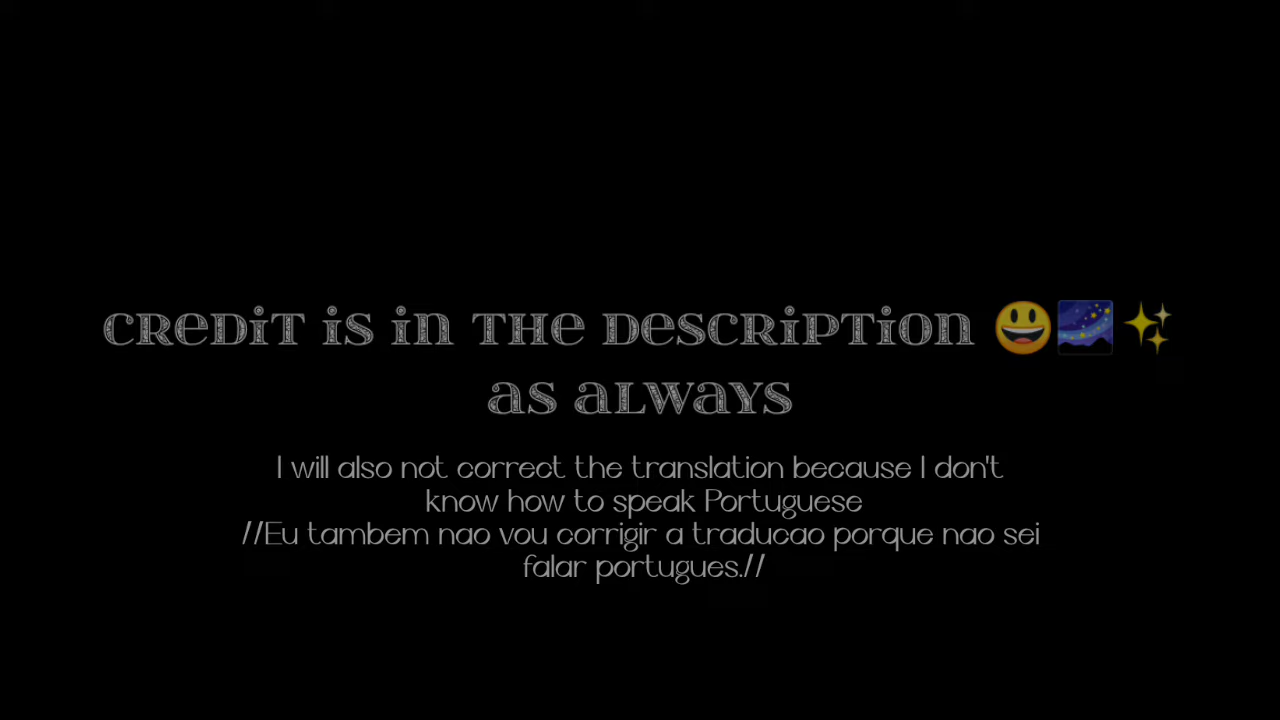 CREDIT IS IN THE DESCRIPTION 😃🌌✨
AS ALWAYS
I will also not correct the translation because I don't
know how to speak Portuguese
//Eu tambem nao vou corrigir a traducao porque nao sei
falar portugues.//